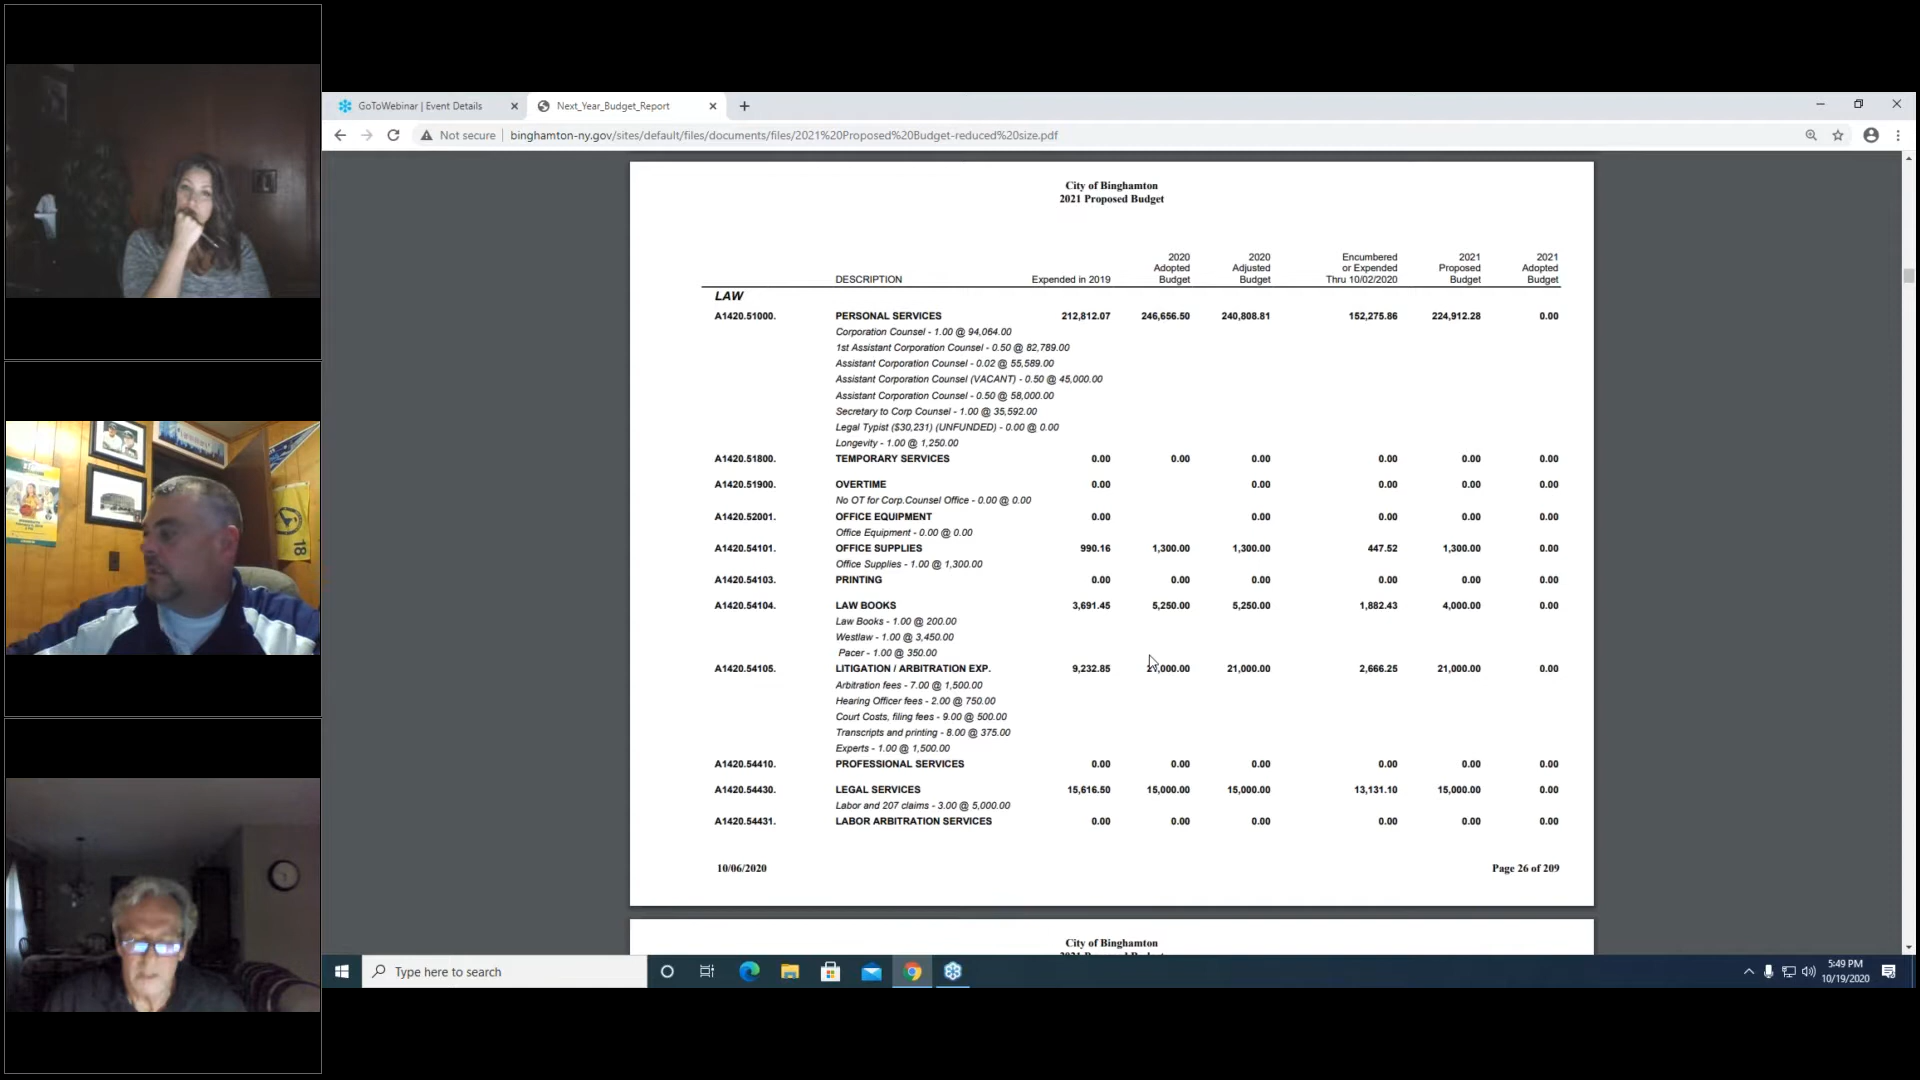 GoToWebinar | Event Details
Next_Year_Budget_Report
Not secure | binghamton-ny.gov/sites/default/files/documents/files/2021%20Proposed%20Budget-reduced%20size.pdf
City of Binghamton
2021 Proposed Budget
DESCRIPTION Expended in 2019 2020 Adopted Budget 2020 Adjusted Budget Encumbered or Expended Thru 10/02/2020 2021 Proposed Budget 2021 Adopted Budget
LAW
A1420.51000. PERSONAL SERVICES 212,812.07 246,656.50 240,808.81 152,275.86 224,912.28 0.00
Corporation Counsel - 1.00 @ 94,064.00
1st Assistant Corporation Counsel - 0.50 @ 82,789.00
Assistant Corporation Counsel - 0.02 @ 55,589.00
Assistant Corporation Counsel (VACANT) - 0.50 @ 45,000.00
Assistant Corporation Counsel - 0.50 @ 58,000.00
Secretary to Corp Counsel - 1.00 @ 35,592.00
Legal Typist ($30,231) (UNFUNDED) - 0.00 @ 0.00
Longevity - 1.00 @ 1,250.00
A1420.51800. TEMPORARY SERVICES 0.00 0.00 0.00 0.00 0.00 0.00
A1420.51900. OVERTIME 0.00 0.00 0.00 0.00 0.00
No OT for Corp.Counsel Office - 0.00 @ 0.00
A1420.52001. OFFICE EQUIPMENT 0.00 0.00 0.00 0.00 0.00
Office Equipment - 0.00 @ 0.00
A1420.54101. OFFICE SUPPLIES 990.16 1,300.00 1,300.00 447.52 1,300.00 0.00
Office Supplies - 1.00 @ 1,300.00
A1420.54103. PRINTING 0.00 0.00 0.00 0.00 0.00 0.00
A1420.54104. LAW BOOKS 3,691.45 5,250.00 5,250.00 1,882.43 4,000.00 0.00
Law Books - 1.00 @ 200.00
Westlaw - 1.00 @ 3,450.00
Pacer - 1.00 @ 350.00
A1420.54105. LITIGATION / ARBITRATION EXP. 9,232.85 21,000.00 21,000.00 2,666.25 21,000.00 0.00
Arbitration fees - 7.00 @ 1,500.00
Hearing Officer fees - 2.00 @ 750.00
Court Costs, filing fees - 9.00 @ 500.00
Transcripts and printing - 8.00 @ 375.00
Experts - 1.00 @ 1,500.00
A1420.54410. PROFESSIONAL SERVICES 0.00 0.00 0.00 0.00 0.00 0.00
A1420.54430. LEGAL SERVICES 15,616.50 15,000.00 15,000.00 13,131.10 15,000.00 0.00
Labor and 207 claims - 3.00 @ 5,000.00
A1420.54431. LABOR ARBITRATION SERVICES 0.00 0.00 0.00 0.00 0.00 0.00
10/06/2020 Page 26 of 209
City of Binghamton
2021 Proposed Budget
Type here to search
5:49 PM
10/19/2020
18